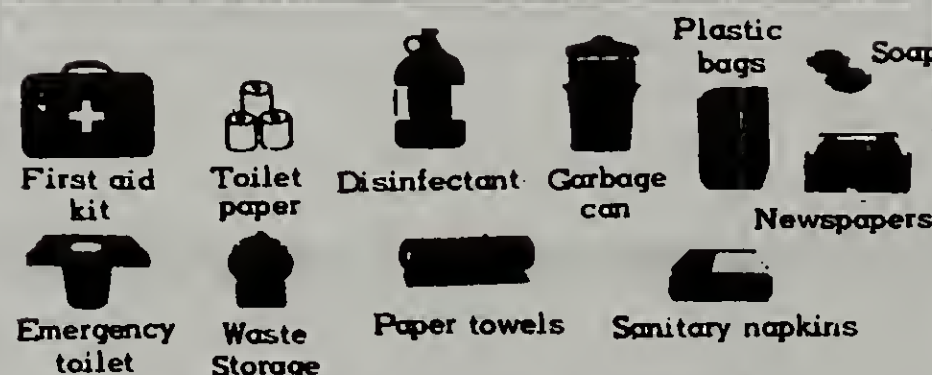 Plastic
bags
Soap
First aid
kit
Toilet
paper
Disinfectant
Garbage
can
Newspapers
Emergency
toilet
Waste
Storage
Paper towels
Sanitary napkins